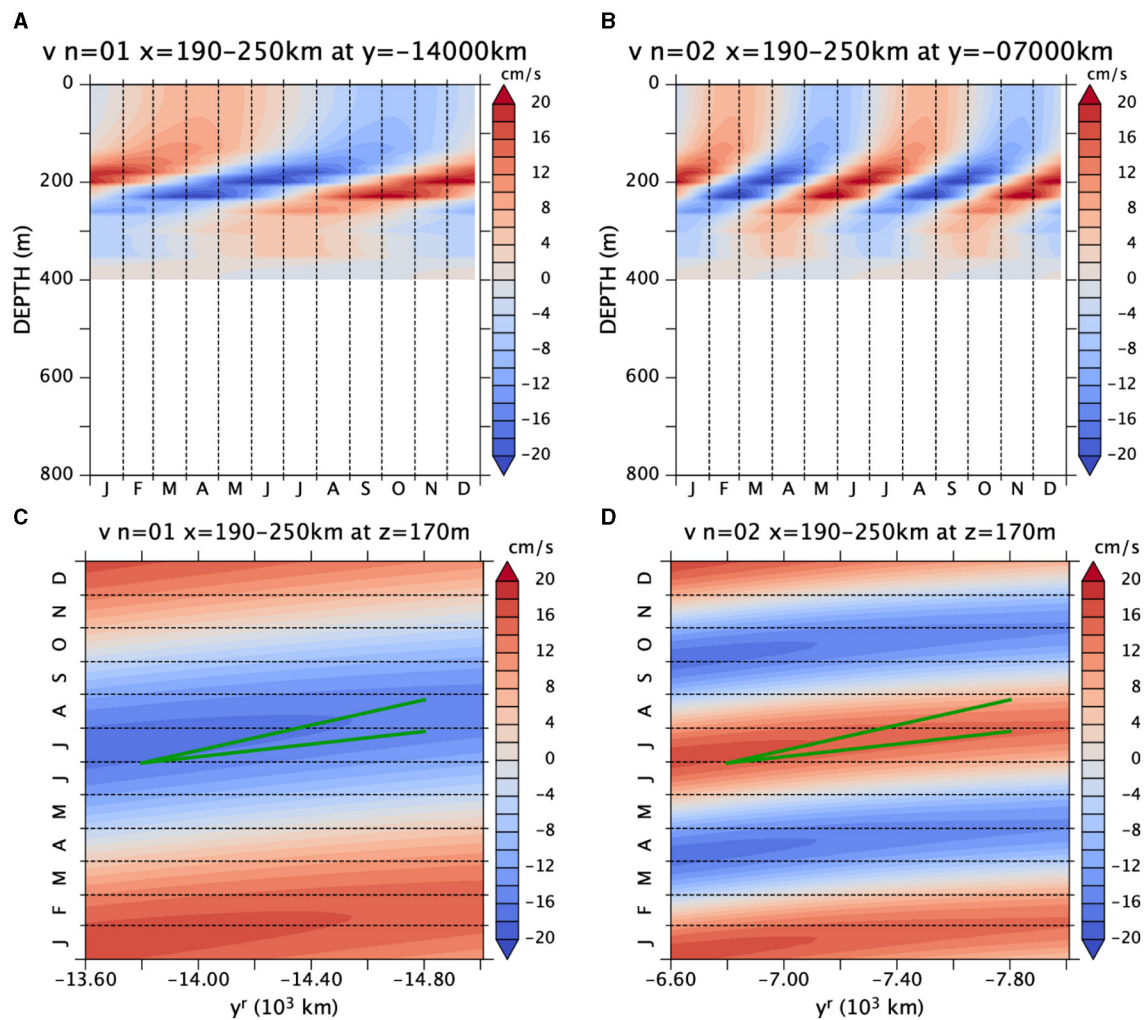 A
v n=01 x=190-250km at y=-14000km
cm/s
0
200
400
600
800
DEPTH (m)
J F M A M J J A S O N D
20
16
12
8
4
0
-4
-8
-12
-16
-20
B
v n=02 x=190-250km at y=-07000km
cm/s
0
200
400
600
800
DEPTH (m)
J F M A M J J A S O N D
20
16
12
8
4
0
-4
-8
-12
-16
-20
C
v n=01 x=190-250km at z=170m
cm/s
J F M A M J J A S O N D
-13.60 -14.00 -14.40 -14.80
y^r (10^3 km)
20
16
12
8
4
0
-4
-8
-12
-16
-20
D
v n=02 x=190-250km at z=170m
cm/s
J F M A M J J A S O N D
-6.60 -7.00 -7.40 -7.80
y^r (10^3 km)
20
16
12
8
4
0
-4
-8
-12
-16
-20